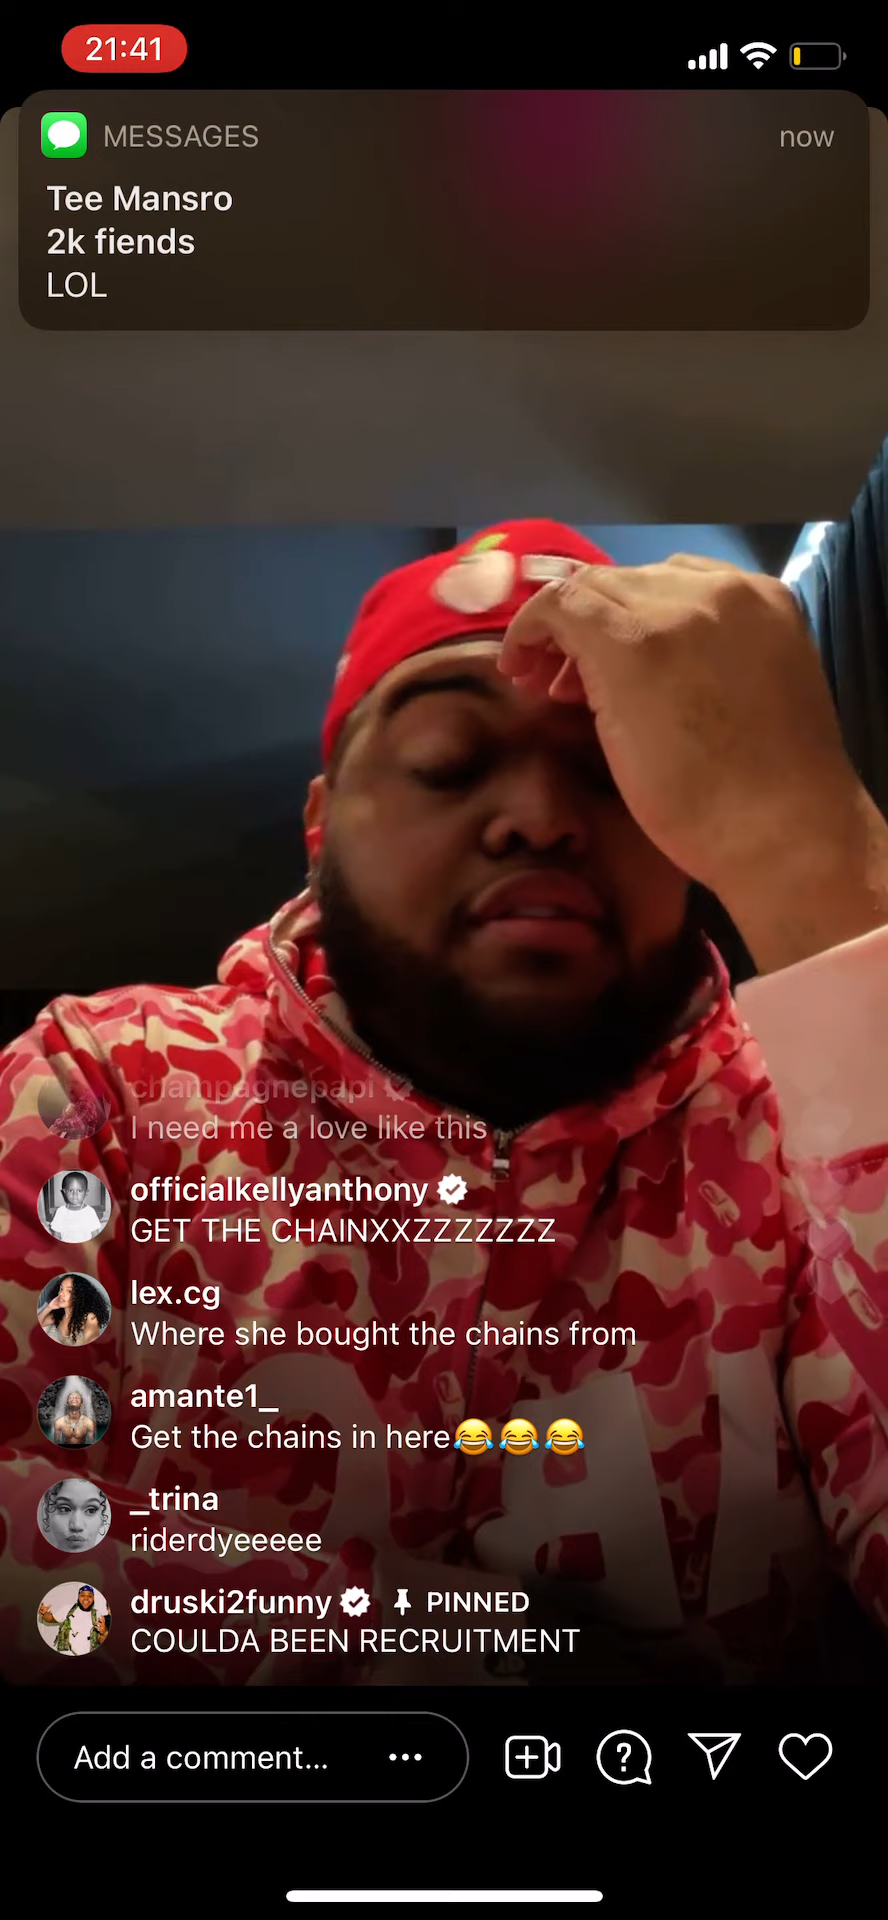 21:41
MESSAGES
now
Tee Mansro
2k fiends
LOL
champagnepapi
I need me a love like this
officialkellyanthony
GET THE CHAINXXZZZZZZZ
lex.cg
Where she bought the chains from
amante1_
Get the chains in here😂😂😂
_trina
riderdyeeeee
druski2funny PINNED
COULDA BEEN RECRUITMENT
Add a comment...